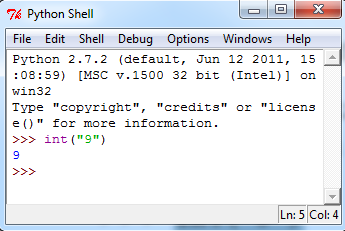 Python Shell
File Edit Shell Debug Options Windows Help
Python 2.7.2 (default, Jun 12 2011, 15
:08:59) [MSC v.1500 32 bit (Intel)] on
win32
Type "copyright", "credits" or "licens
e()" for more information.
>>> int("9")
9
>>>
Ln: 5 Col: 4